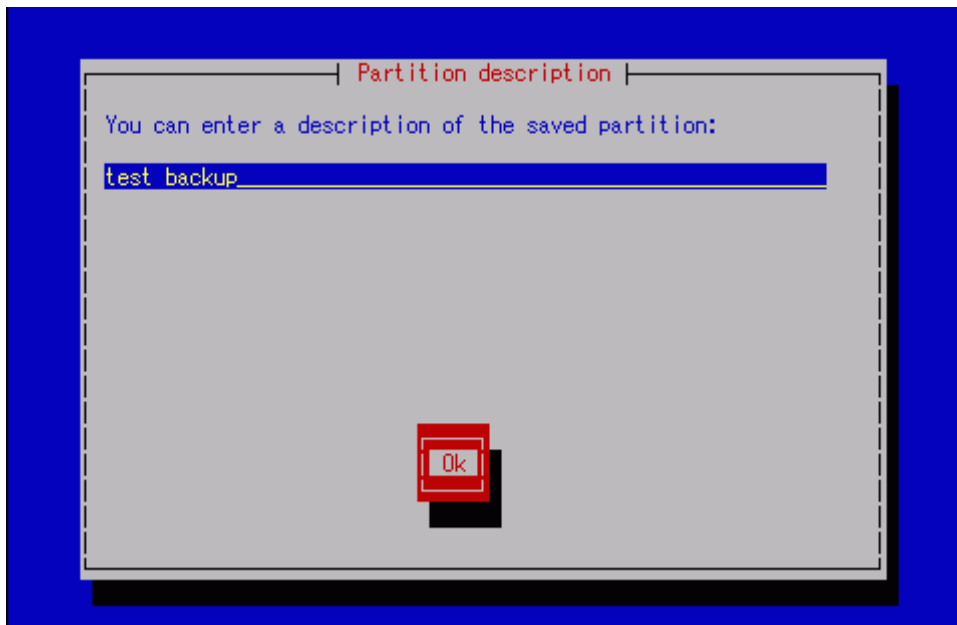 Partition description
You can enter a description of the saved partition:
test backup
Ok